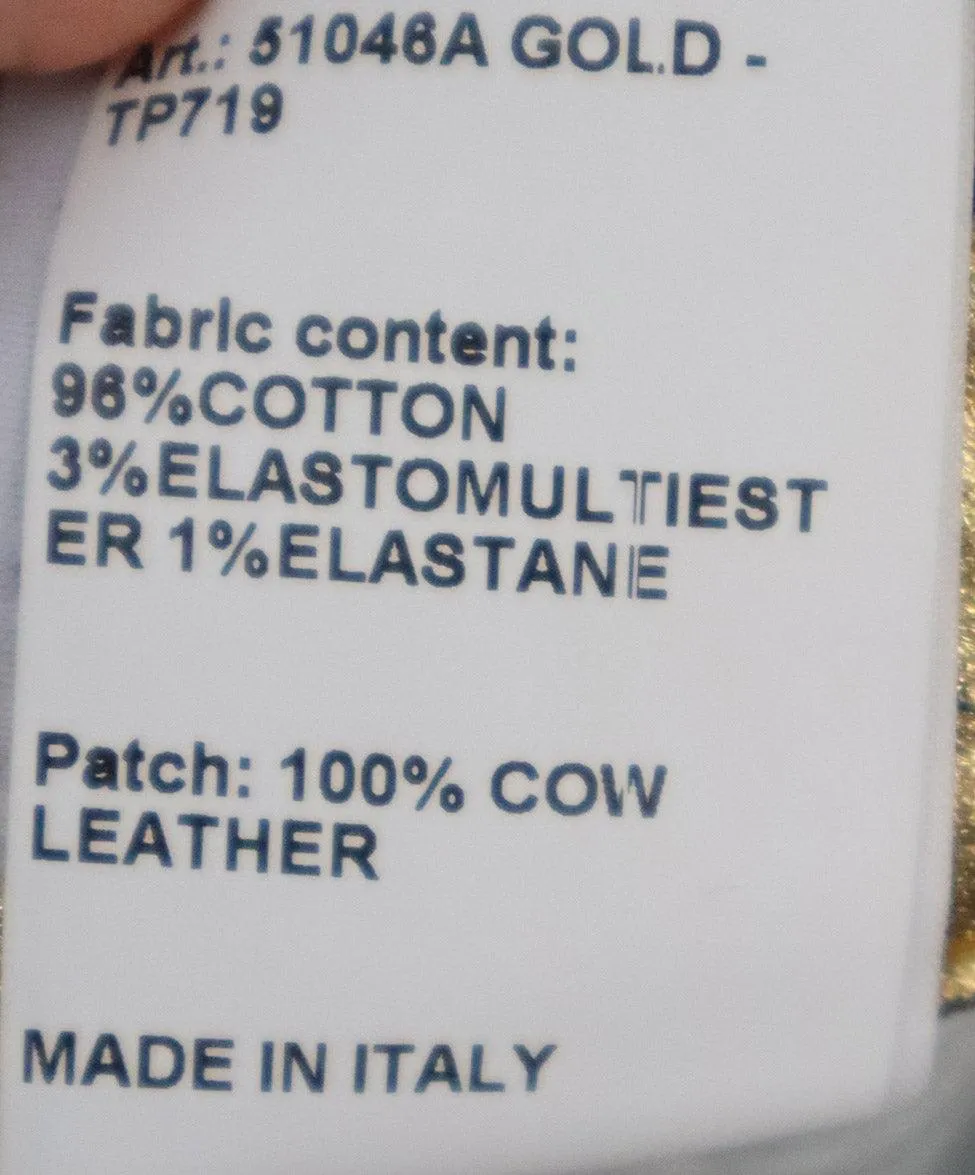 Art.: 51046A GOLD -
TP719
Fabric content:
96%COTTON
3%ELASTOMULTIEST
ER 1%ELASTANE
Patch: 100% COW
LEATHER
MADE IN ITALY